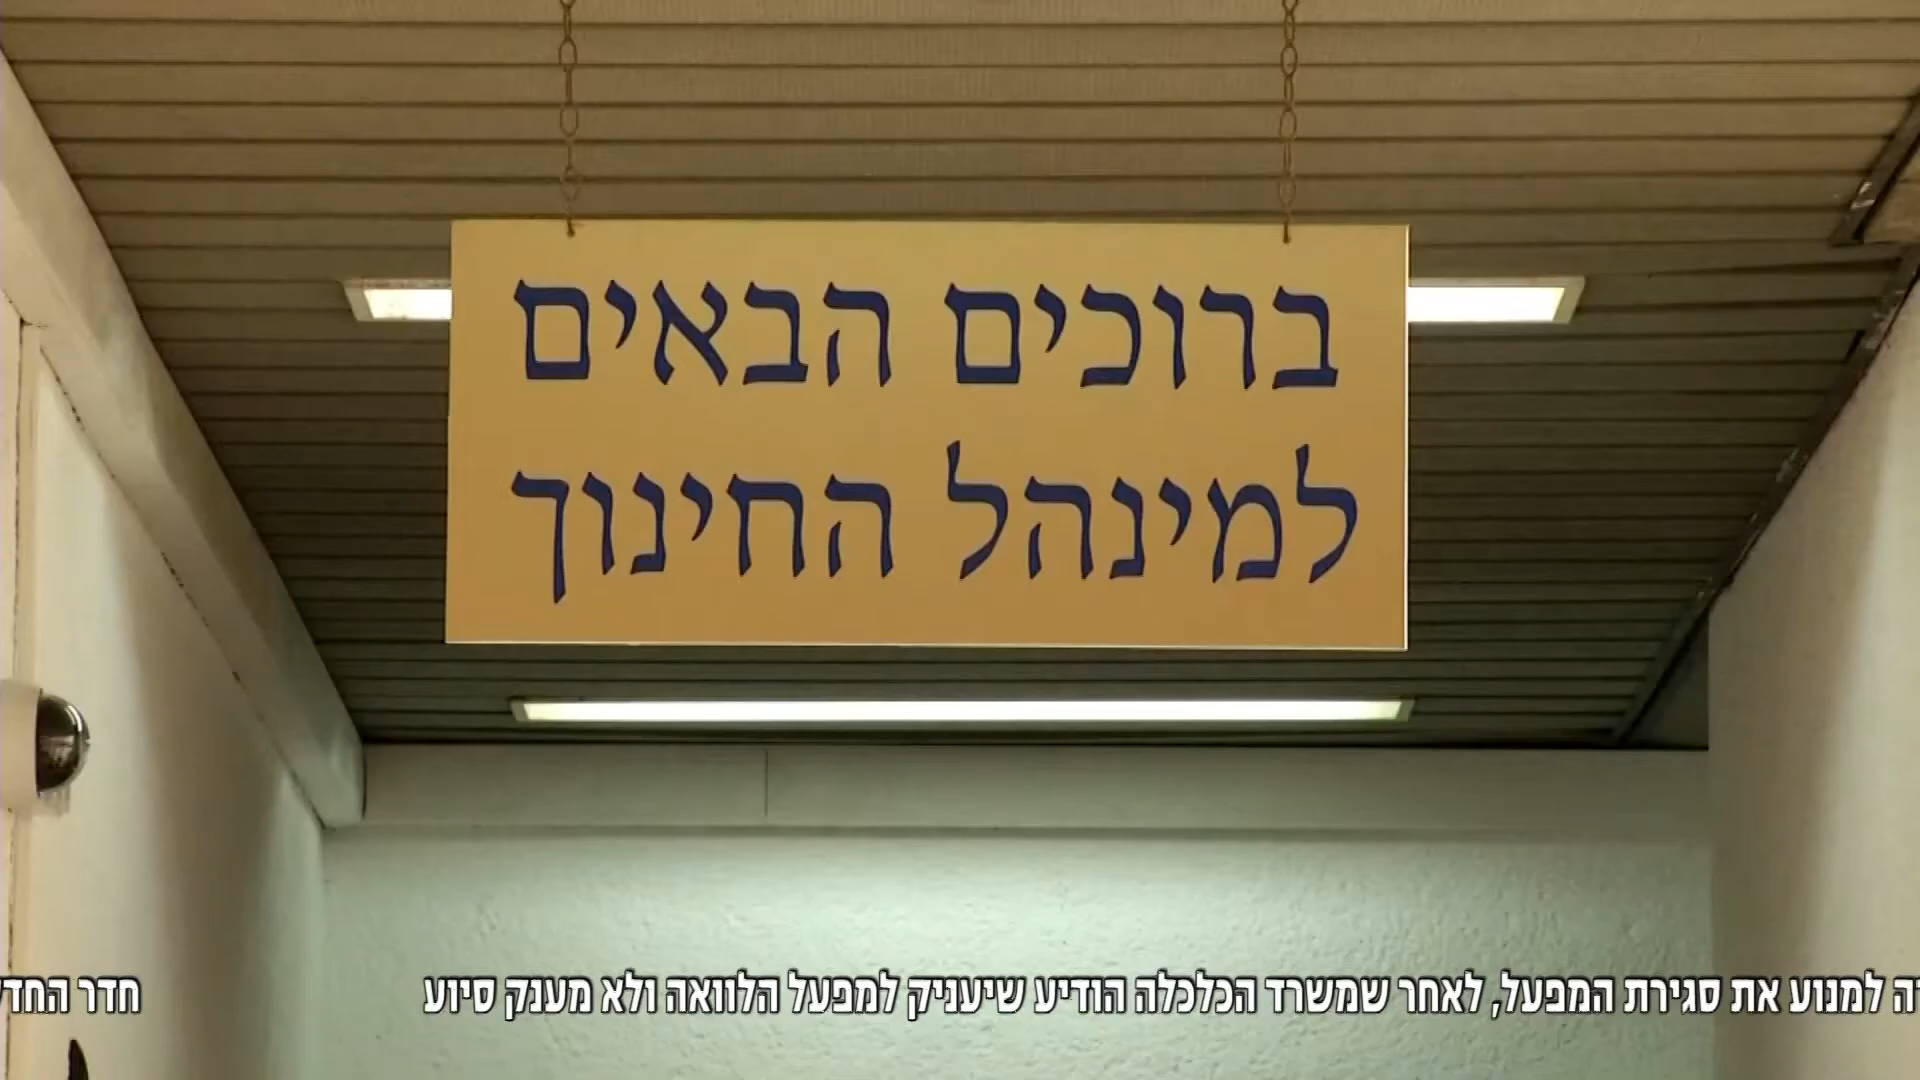 ברוכים הבאים
למינהל החינוך
למנוע את סגירת המפעל, לאחר שמשרד הכלכלה הודיע שיעניק למפעל הלוואה ולא מענק סיוע
חדר